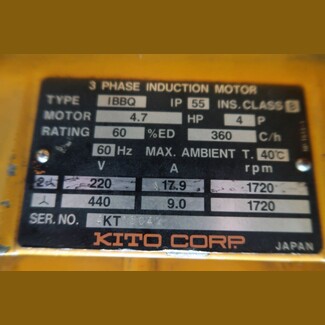 3 PHASE INDUCTION MOTOR
TYPE IBBQ IP 55 INS. CLASS B
MOTOR 4.7 HP 4 P
RATING 60 %ED 360 C/h
60 Hz MAX. AMBIENT T. 40℃
V A rpm
220 17.9 1720
440 9.0 1720
SER. NO. KT
KITO CORP.
JAPAN